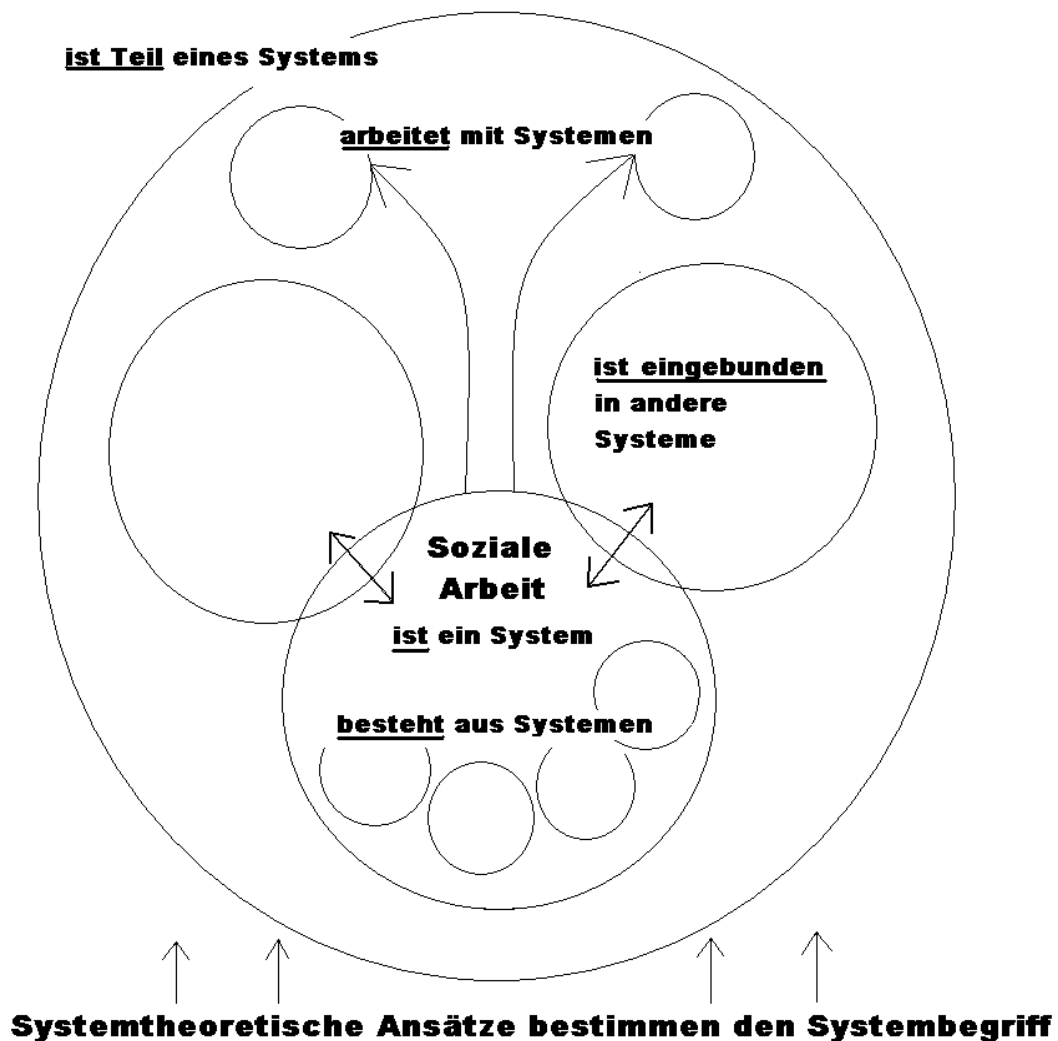 ist Teil eines Systems
arbeitet mit Systemen
ist eingebunden
in andere
Systeme
Soziale
Arbeit
ist ein System
besteht aus Systemen
Systemtheoretische Ansätze bestimmen den Systembegriff